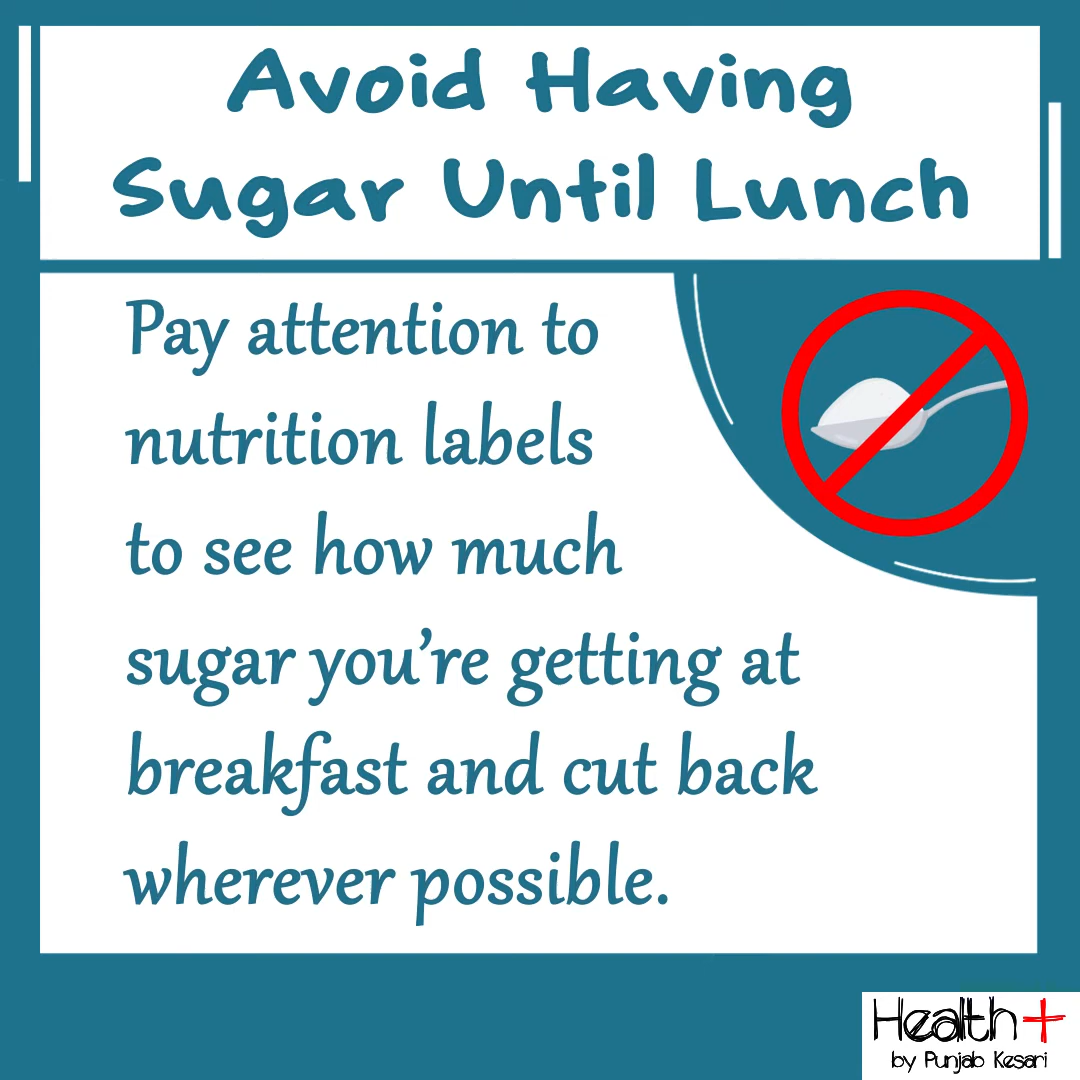 Avoid Having
Sugar Until Lunch
Pay attention to
nutrition labels
to see how much
sugar you’re getting at
breakfast and cut back
wherever possible.
Health+
by Punjab Kesari